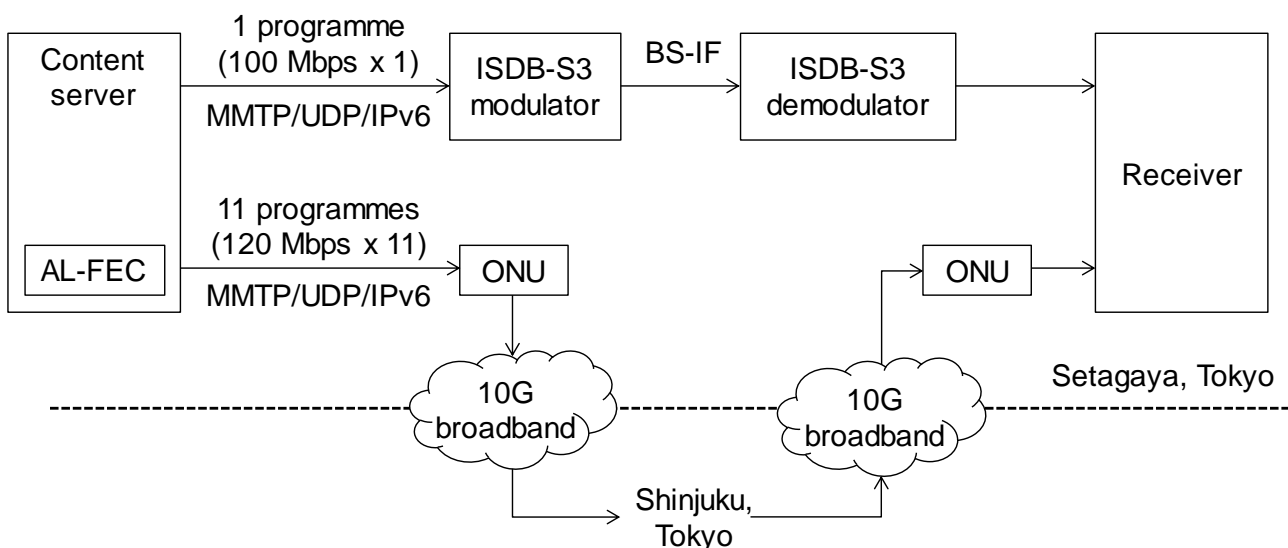 Content
server
AL-FEC
1 programme
(100 Mbps x 1)
MMTP/UDP/IPv6
ISDB-S3
modulator
BS-IF
ISDB-S3
demodulator
Receiver
11 programmes
(120 Mbps x 11)
MMTP/UDP/IPv6
ONU
ONU
10G
broadband
10G
broadband
Setagaya, Tokyo
Shinjuku,
Tokyo